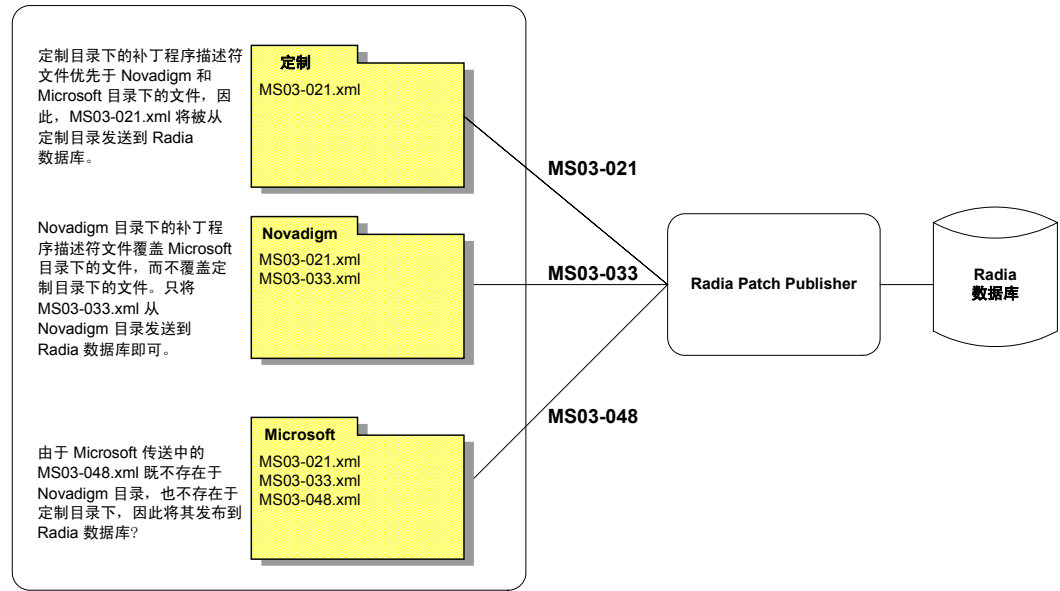 定制目录下的补丁程序描述符
文件优先于 Novadigm 和
Microsoft 目录下的文件，因
此，MS03-021.xml 将被从
定制目录发送到 Radia
数据库。
定制
MS03-021.xml
MS03-021
Novadigm 目录下的补丁程
序描述符文件覆盖 Microsoft
目录下的文件，而不覆盖定
制目录下的文件。只将
MS03-033.xml 从
Novadigm 目录发送到
Radia 数据库即可。
Novadigm
MS03-021.xml
MS03-033.xml
MS03-033
Radia Patch Publisher
Radia
数据库
由于 Microsoft 传送中的
MS03-048.xml 既不存在于
Novadigm 目录，也不存在于
定制目录下，因此将其发布到
Radia 数据库?
Microsoft
MS03-021.xml
MS03-033.xml
MS03-048.xml
MS03-048